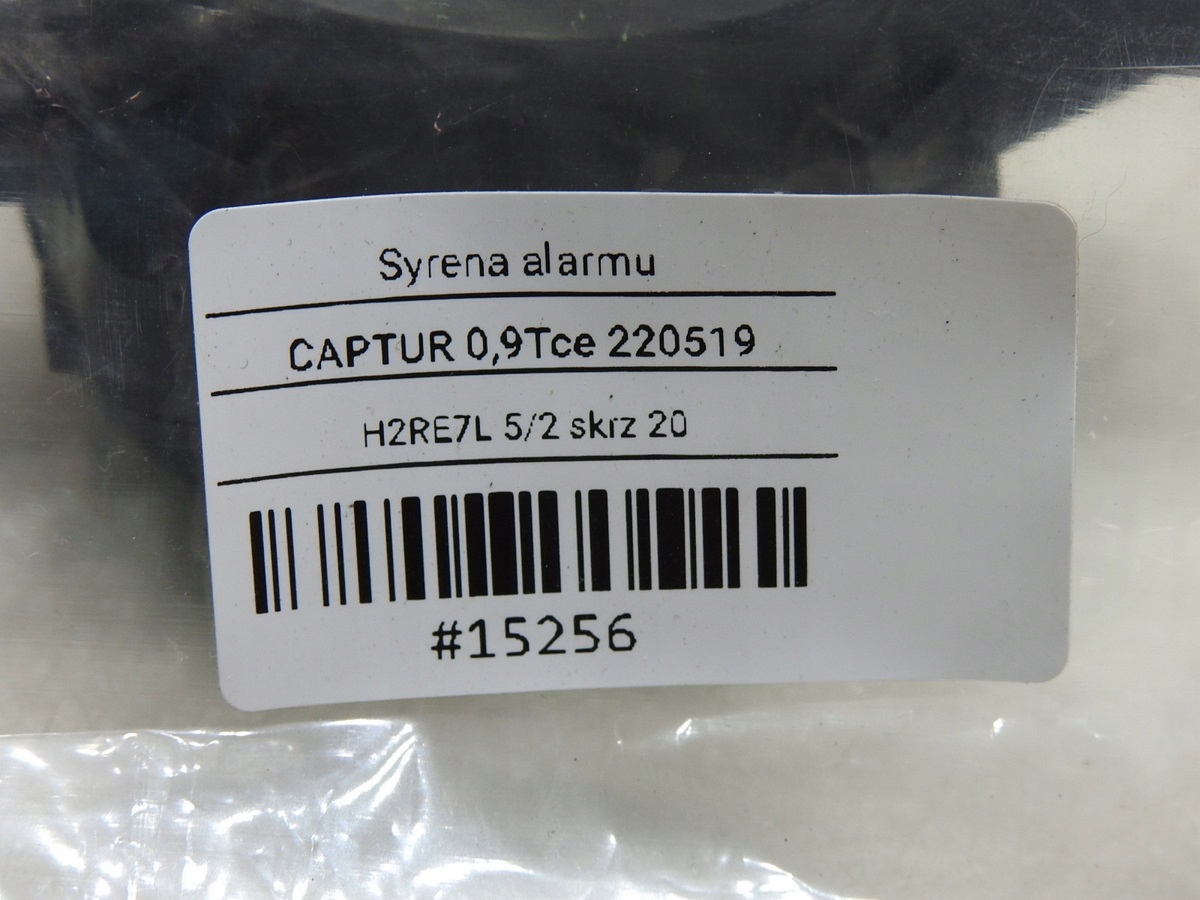 Syrena alarmu
CAPTUR 0,9Tce 220519
H2RE7L 5/2 skrz 20
#15256